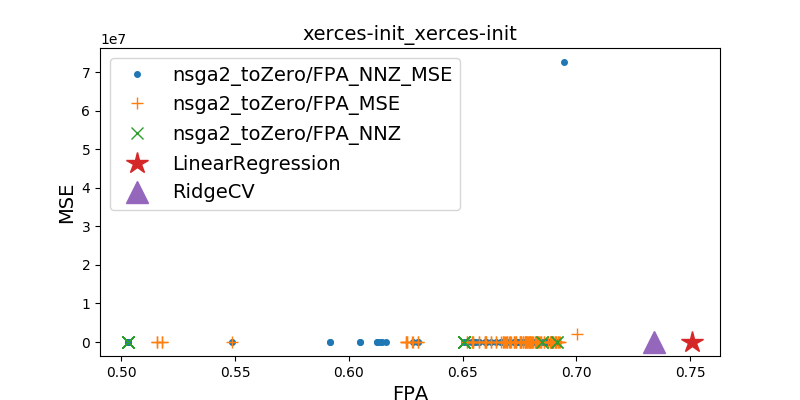 xerces-init_xerces-init
1e7
7
6
5
4
3
2
1
0
MSE
nsga2_toZero/FPA_NNZ_MSE
nsga2_toZero/FPA_MSE
nsga2_toZero/FPA_NNZ
LinearRegression
RidgeCV
0.50 0.55 0.60 0.65 0.70 0.75
FPA